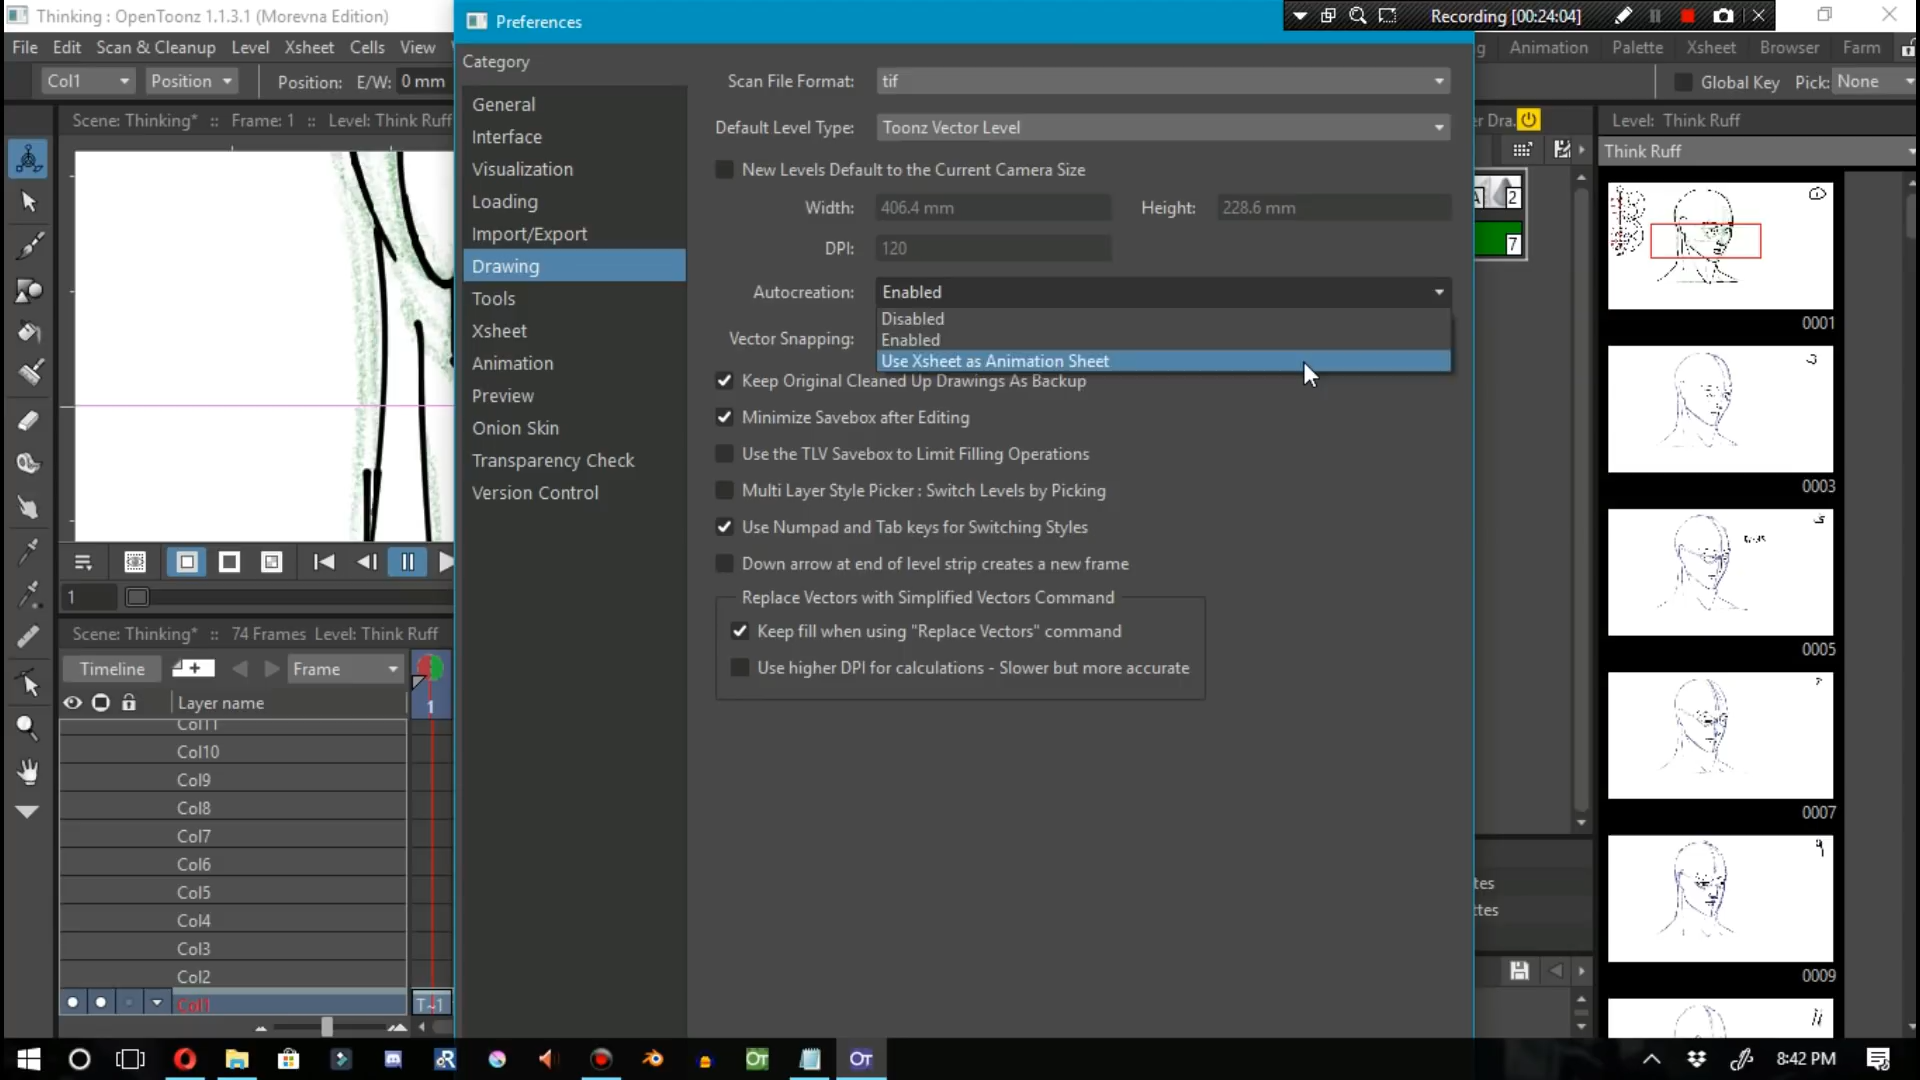 Thinking : OpenToonz 1.1.3.1 (Morevna Edition)
Preferences
Recording [00:24:04]
File Edit Scan & Cleanup Level Xsheet Cells View
Animation Palette Xsheet Browser Farm
Col1 Position Position: E/W: 0 mm
Global Key Pick: None
Scene: Thinking* :: Frame: 1 :: Level: Think Ruff
Level: Think Ruff
Think Ruff
Category
General
Interface
Visualization
Loading
Import/Export
Drawing
Tools
Xsheet
Animation
Preview
Onion Skin
Transparency Check
Version Control
Scan File Format: tif
Default Level Type: Toonz Vector Level
New Levels Default to the Current Camera Size
Width: 406.4 mm Height: 228.6 mm
DPI: 120
Autocreation: Enabled
Disabled
Enabled
Use Xsheet as Animation Sheet
Vector Snapping:
Keep Original Cleaned Up Drawings As Backup
Minimize Savebox after Editing
Use the TLV Savebox to Limit Filling Operations
Multi Layer Style Picker : Switch Levels by Picking
Use Numpad and Tab keys for Switching Styles
Down arrow at end of level strip creates a new frame
Replace Vectors with Simplified Vectors Command
Keep fill when using "Replace Vectors" command
Use higher DPI for calculations - Slower but more accurate
2
7
0001
0003
0005
0007
0009
1
Scene: Thinking* :: 74 Frames Level: Think Ruff
Timeline Frame
1
Layer name
Col11
Col10
Col9
Col8
Col7
Col6
Col5
Col4
Col3
Col2
Col1
8:42 PM